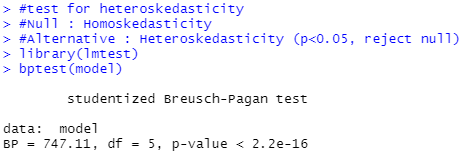 > #test for heteroskedasticity
> #Null : Homoskedasticity
> #Alternative : Heteroskedasticity (p<0.05, reject null)
> library(lmtest)
> bptest(model)
studentized Breusch-Pagan test
data: model
BP = 747.11, df = 5, p-value < 2.2e-16